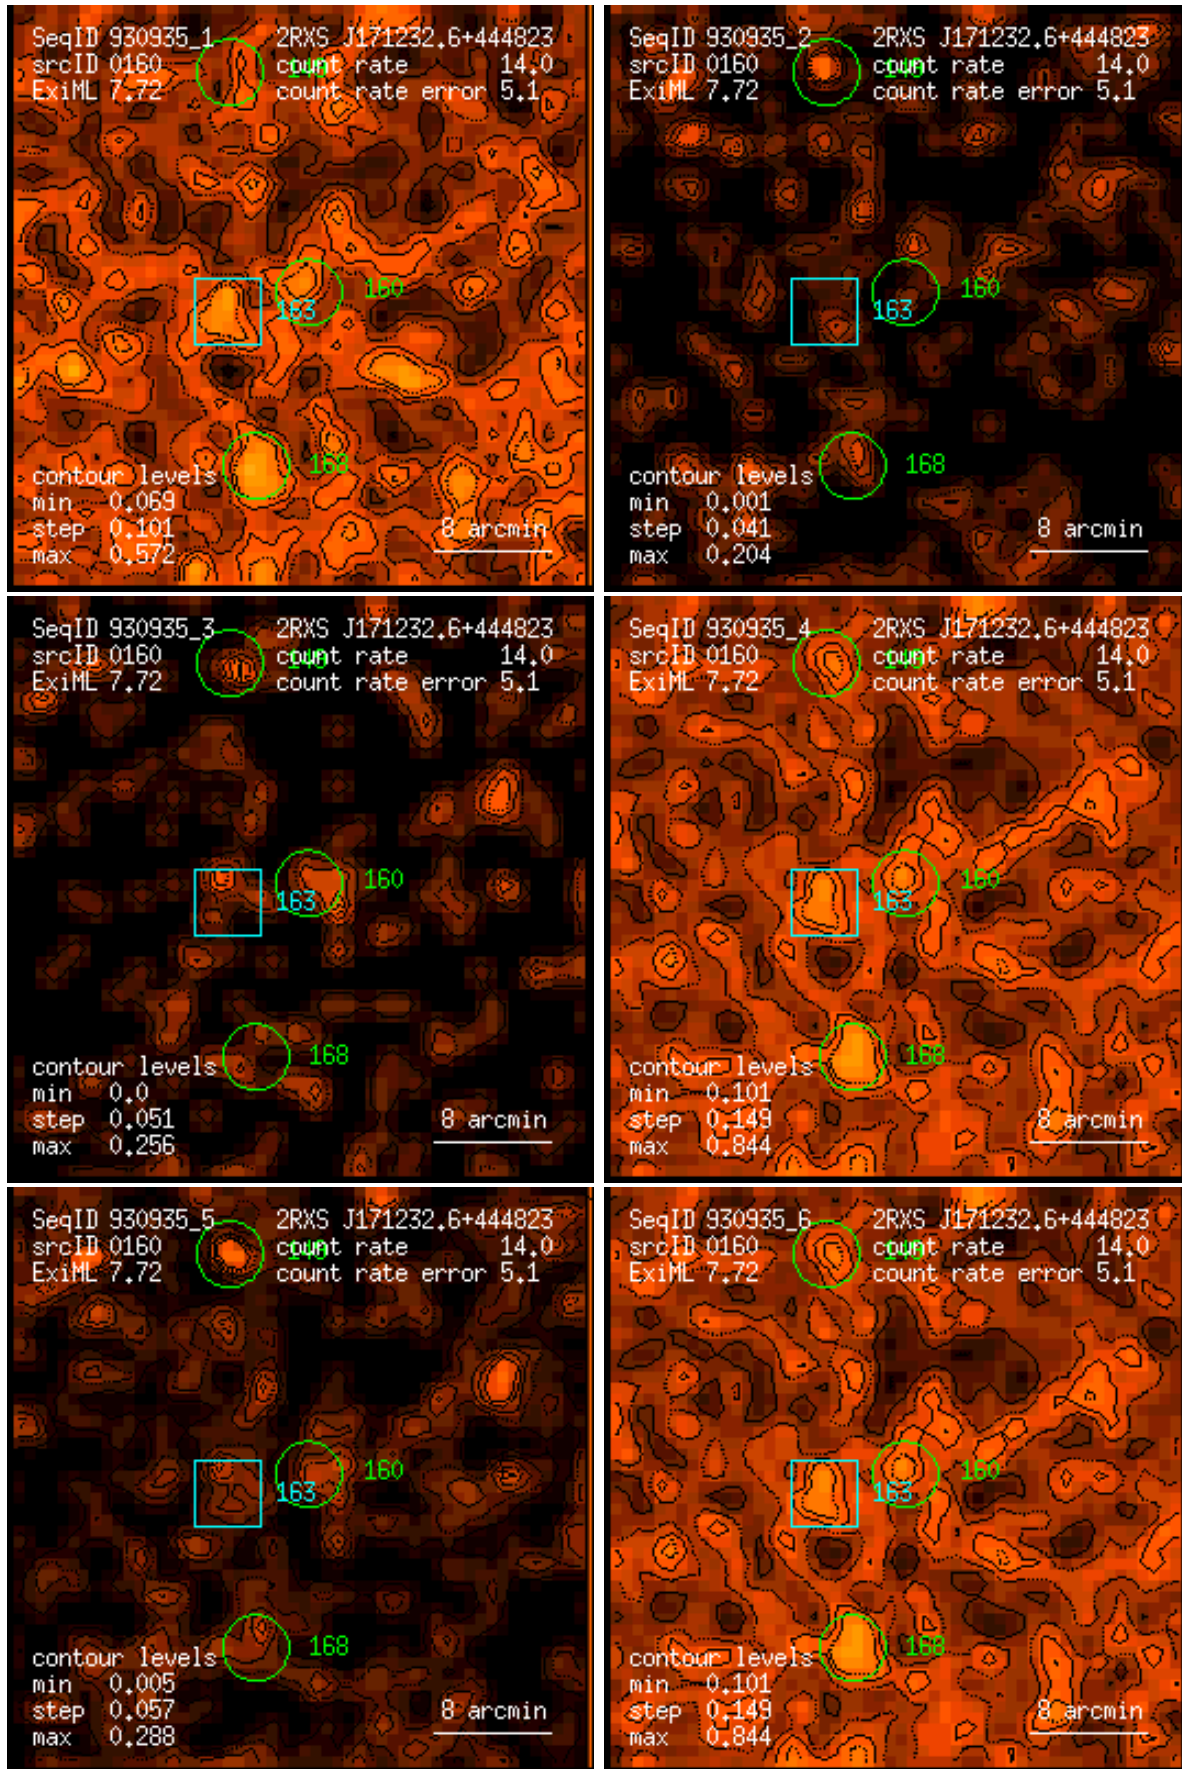 SeqID 930935_1 2RXS J171232.6+444823
srcID 0160 count rate 14.0
ExiML 7.72 count rate error 5.1
160
163
168
contour levels
min 0.069
step 0.101
max 0.572
8 arcmin
SeqID 930935_2 2RXS J171232.6+444823
srcID 0160 count rate 14.0
ExiML 7.72 count rate error 5.1
160
163
168
contour levels
min 0.001
step 0.041
max 0.204
8 arcmin
SeqID 930935_3 2RXS J171232.6+444823
srcID 0160 count rate 14.0
ExiML 7.72 count rate error 5.1
160
163
168
contour levels
min 0.0
step 0.051
max 0.256
8 arcmin
SeqID 930935_4 2RXS J171232.6+444823
srcID 0160 count rate 14.0
ExiML 7.72 count rate error 5.1
160
163
168
contour levels
min 0.101
step 0.149
max 0.844
8 arcmin
SeqID 930935_5 2RXS J171232.6+444823
srcID 0160 count rate 14.0
ExiML 7.72 count rate error 5.1
160
163
168
contour levels
min 0.005
step 0.057
max 0.288
8 arcmin
SeqID 930935_6 2RXS J171232.6+444823
srcID 0160 count rate 14.0
ExiML 7.72 count rate error 5.1
160
163
168
contour levels
min 0.101
step 0.149
max 0.844
8 arcmin